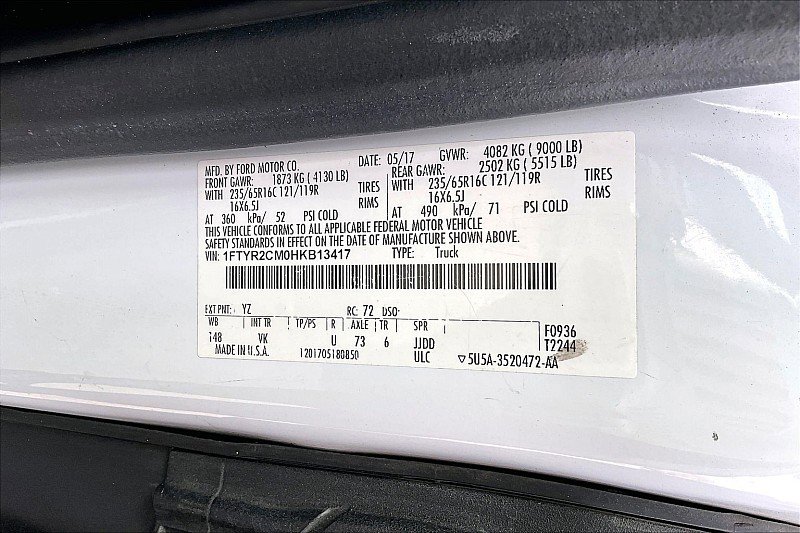 MFD. BY FORD MOTOR CO. DATE: 05/17 GVWR: 4082 KG ( 9000 LB)
FRONT GAWR: 1873 KG ( 4130 LB) REAR GAWR: 2502 KG ( 5515 LB)
WITH 235/65R16C 121/119R TIRES WITH 235/65R16C 121/119R TIRES
16X6.5J RIMS 16X6.5J RIMS
AT 360 kPa/ 52 PSI COLD AT 490 kPa/ 71 PSI COLD
THIS VEHICLE CONFORMS TO ALL APPLICABLE FEDERAL MOTOR VEHICLE
SAFETY STANDARDS IN EFFECT ON THE DATE OF MANUFACTURE SHOWN ABOVE.
VIN: 1FTYR2CM0HKB13417 TYPE: Truck
EXT PNT: YZ RC: 72 DSO:
WB INT TR TP/PS R AXLE TR SPR F0936
148 VK U 73 6 JJDD T2244
MADE IN U.S.A. 120170518085O ULC ▽5U5A-3520472-AA